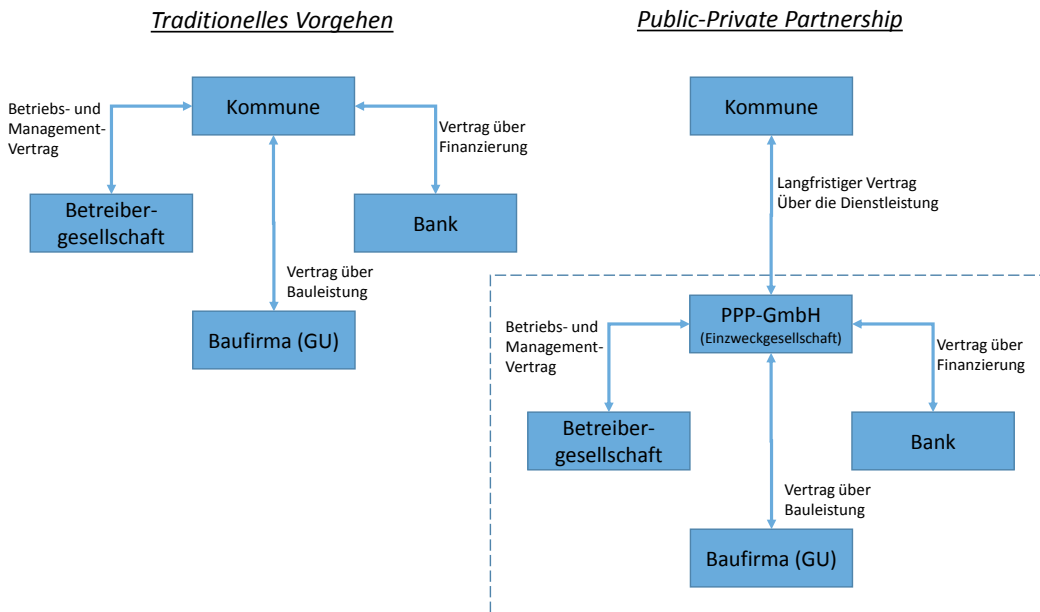 Traditionelles Vorgehen
Kommune
Betriebs- und
Management-
Vertrag
Vertrag über
Finanzierung
Betreiber-
gesellschaft
Bank
Vertrag über
Bauleistung
Baufirma (GU)
Public-Private Partnership
Kommune
Langfristiger Vertrag
Über die Dienstleistung
PPP-GmbH
(Einzweckgesellschaft)
Betriebs- und
Management-
Vertrag
Vertrag über
Finanzierung
Betreiber-
gesellschaft
Bank
Vertrag über
Bauleistung
Baufirma (GU)